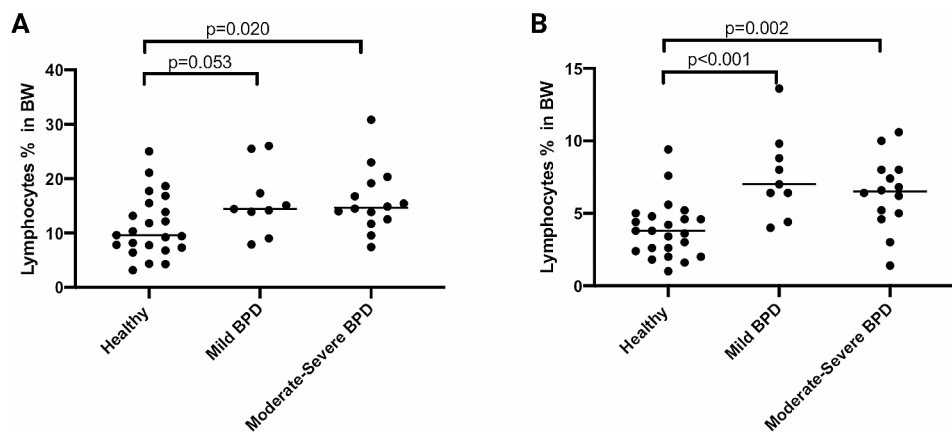 A
p=0.020
p=0.053
Lymphocytes % in BW
40
30
20
10
0
Healthy
Mild BPD
Moderate-Severe BPD
B
p=0.002
p<0.001
Lymphocytes % in BW
15
10
5
0
Healthy
Mild BPD
Moderate-Severe BPD